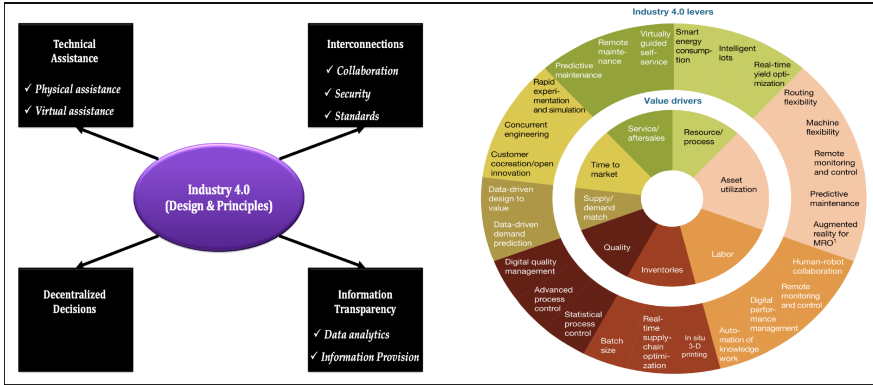 Technical
Assistance
✓ Physical assistance
✓ Virtual assistance
Interconnections
✓ Collaboration
✓ Security
✓ Standards
Industry 4.0
(Design & Principles)
Decentralized
Decisions
Information
Transparency
✓ Data analytics
✓ Information Provision
Industry 4.0 levers
Value drivers
Smart
energy
consump-
tion
Intelligent
lots
Real-time
yield opti-
mization
Routing
flexibility
Machine
flexibility
Remote
monitoring
and control
Predictive
maintenance
Augmented
reality for
MRO¹
Human-robot
collaboration
Remote
monitoring
and control
Digital
perfor-
mance
management
Auto-
mation of
knowledge
work
In situ
3-D
printing
Real-
time
supply-
chain
optimi-
zation
Batch
size
Statistical
process
control
Advanced
process
control
Digital quality
management
Data-driven
demand
prediction
Data-driven
design to
value
Customer
cocreation/open
innovation
Concurrent
engineering
Rapid
experi-
mentation
and simulation
Predictive
maintenance
Remote
mainte-
nance
Virtually
guided
self-
service
Resource/
process
Asset
utilization
Labor
Inventories
Quality
Supply/
demand
match
Time to
market
Service/
aftersales